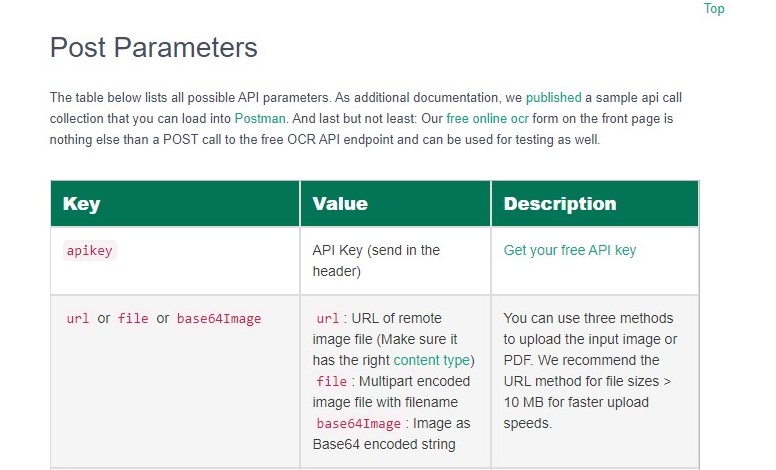 Top
Post Parameters
The table below lists all possible API parameters. As additional documentation, we published a sample api call
collection that you can load into Postman. And last but not least: Our free online ocr form on the front page is
nothing else than a POST call to the free OCR API endpoint and can be used for testing as well.
Key Value Description
apikey API Key (send in the Get your free API key
header)
url or file or base64Image url : URL of remote You can use three methods
image file (Make sure it to upload the input image or
has the right content type) PDF. We recommend the
file : Multipart encoded URL method for file sizes >
image file with filename 10 MB for faster upload
base64Image : Image as speeds.
Base64 encoded string